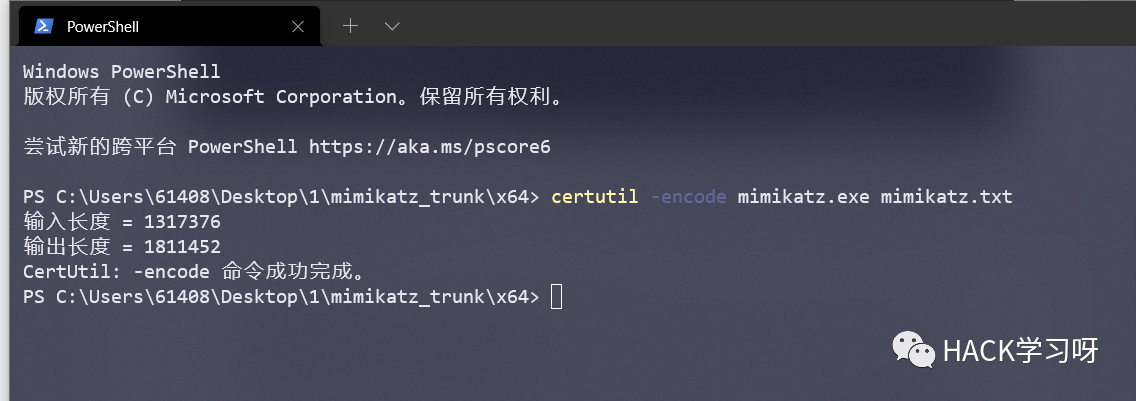 PowerShell
Windows PowerShell
版权所有 (C) Microsoft Corporation。保留所有权利。
尝试新的跨平台 PowerShell https://aka.ms/pscore6
PS C:\Users\61408\Desktop\1\mimikatz_trunk\x64> certutil -encode mimikatz.exe mimikatz.txt
输入长度 = 1317376
输出长度 = 1811452
CertUtil: -encode 命令成功完成。
PS C:\Users\61408\Desktop\1\mimikatz_trunk\x64>
HACK学习呀